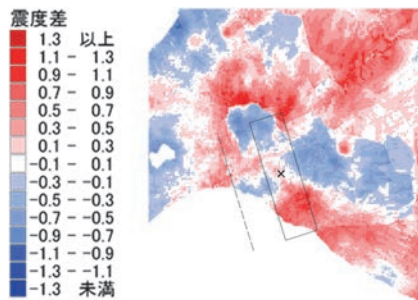 震度差
1.3 以上
1.1 - 1.3
0.9 - 1.1
0.7 - 0.9
0.5 - 0.7
0.3 - 0.5
0.1 - 0.3
-0.1 - 0.1
-0.3 - -0.1
-0.5 - -0.3
-0.7 - -0.5
-0.9 - -0.7
-1.1 - -0.9
-1.3 - -1.1
-1.3 未満